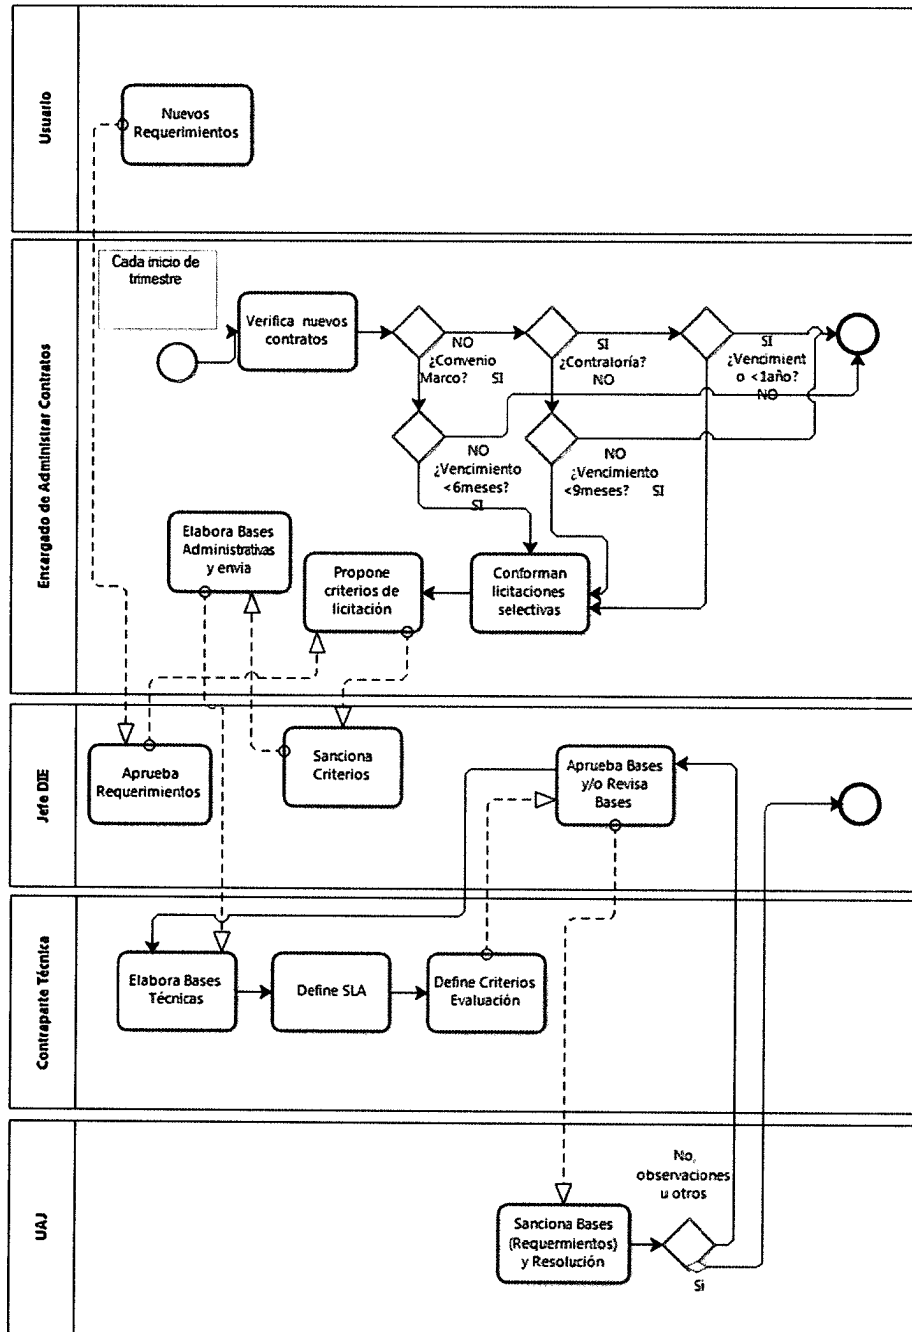 Usuario
Nuevos
Requerimientos
Encargado de Administrar Contratos
Cada inicio de
trimestre
Verifica nuevos
contratos
NO
¿Convenio
Marco? SI
SI
¿Contraloría?
NO
SI
¿Vencimient
o <1año?
NO
NO
¿Vencimiento
<6meses?
SI
NO
¿Vencimiento
<9meses? SI
Elabora Bases
Administrativas
y envia
Propone
criterios de
licitación
Conforman
licitaciones
selectivas
Jefe DIE
Aprueba
Requerimientos
Sanciona
Criterios
Aprueba Bases
y/o Revisa
Bases
Contraparte Técnica
Elabora Bases
Técnicas
Define SLA
Define Criterios
Evaluación
UAJ
No,
observaciones
u otros
Sanciona Bases
(Requermientos)
y Resolución
Si